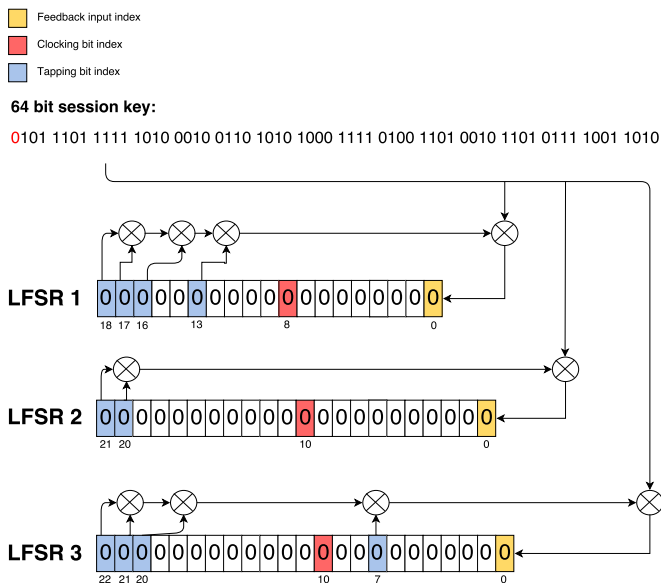 Feedback input index
Clocking bit index
Tapping bit index
64 bit session key:
0101 1101 1111 1010 0010 0110 1010 1000 1111 0100 1101 0010 1101 0111 1001 1010
LFSR 1 0 0 0 0 0 0 0 0 0 0 0 0 0 0 0 0 0 0 0
18 17 16 13 8 0
LFSR 2 0 0 0 0 0 0 0 0 0 0 0 0 0 0 0 0 0 0 0 0 0 0
21 20 10 0
LFSR 3 0 0 0 0 0 0 0 0 0 0 0 0 0 0 0 0 0 0 0 0 0 0 0
22 21 20 10 7 0